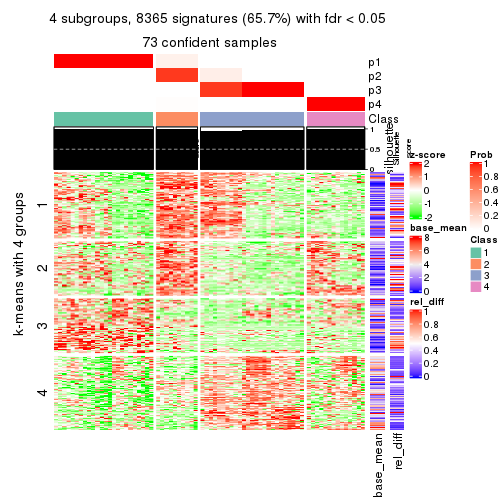 4 subgroups, 8365 signatures (65.7%) with fdr < 0.05
73 confident samples
p1
p2
p3
p4
Class
1
0.5
0
silhouette
Silhouette
score
k-means with 4 groups
1
2
3
4
base_mean
rel_diff
z-score
2
1
0
-1
-2
base_mean
8
6
4
2
0
rel_diff
1
0.8
0.6
0.4
0.2
0
Prob
1
0.8
0.6
0.4
0.2
0
Class
1
2
3
4